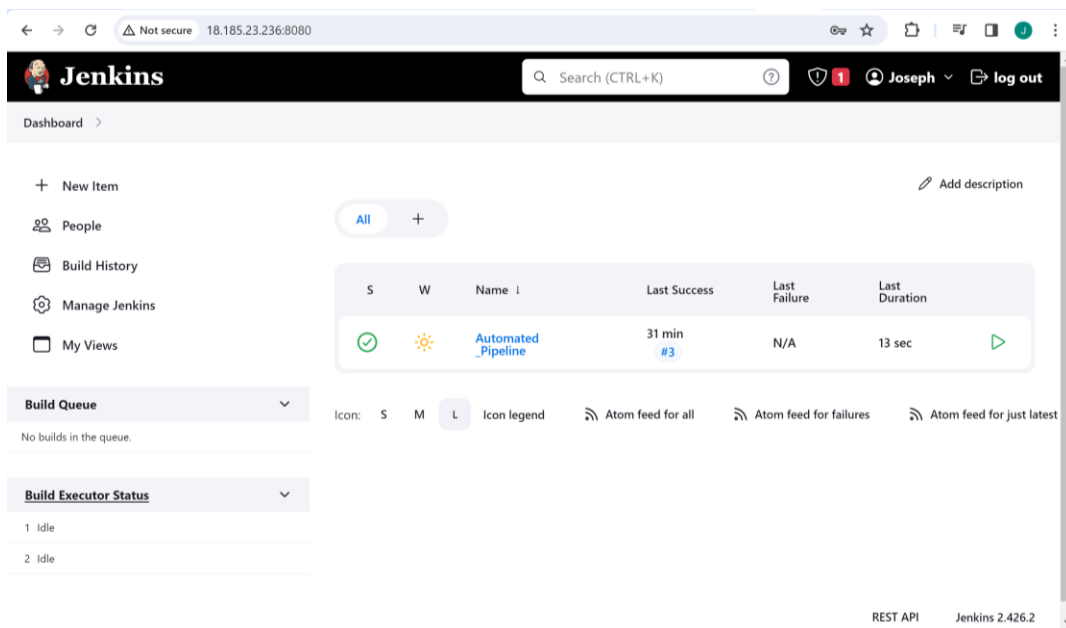 Not secure 18.185.23.236:8080
J
Jenkins
Search (CTRL+K)
?
1
Joseph
log out
Dashboard
New Item
People
Build History
Manage Jenkins
My Views
Build Queue
No builds in the queue.
Build Executor Status
1 Idle
2 Idle
Add description
All +
S W Name ↓ Last Success Last Failure Last Duration
Automated_Pipeline
31 min
#3
N/A
13 sec
Icon: S M L Icon legend Atom feed for all Atom feed for failures Atom feed for just latest
REST API Jenkins 2.426.2